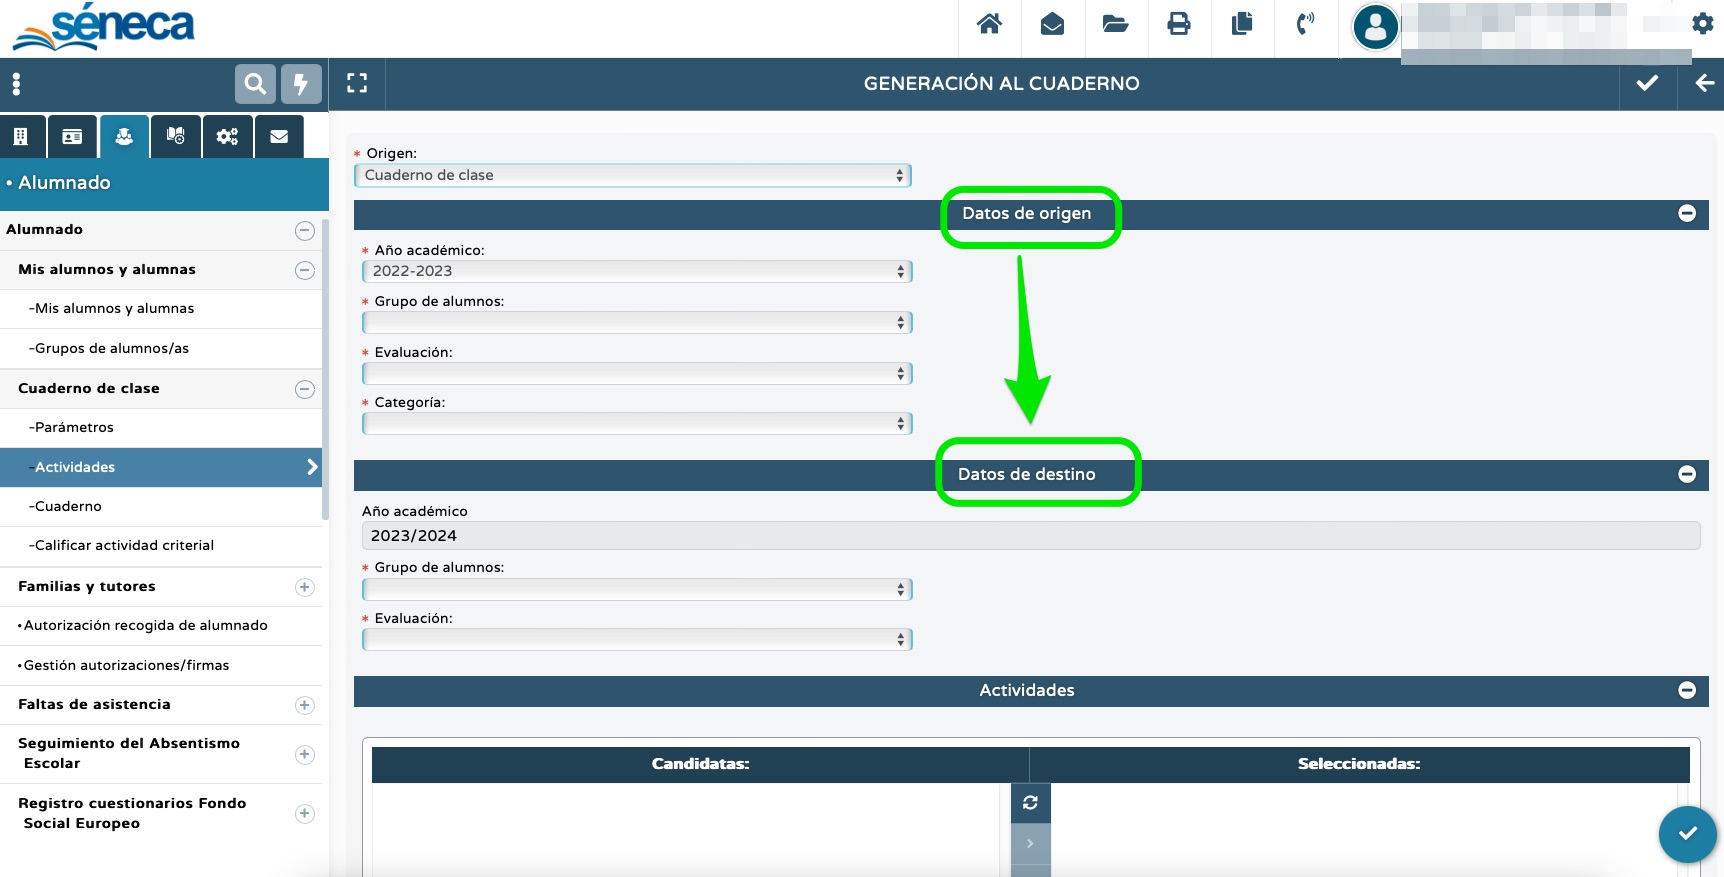 séneca
GENERACIÓN AL CUADERNO
• Alumnado
Alumnado
Mis alumnos y alumnas
-Mis alumnos y alumnas
-Grupos de alumnos/as
Cuaderno de clase
-Parámetros
-Actividades
-Cuaderno
-Calificar actividad criterial
Familias y tutores
•Autorización recogida de alumnado
•Gestión autorizaciones/firmas
Faltas de asistencia
Seguimiento del Absentismo
Escolar
Registro cuestionarios Fondo
Social Europeo
* Origen:
Cuaderno de clase
Datos de origen
* Año académico:
2022-2023
* Grupo de alumnos:
* Evaluación:
* Categoría:
Datos de destino
Año académico
2023/2024
* Grupo de alumnos:
* Evaluación:
Actividades
Candidatas:
Seleccionadas: